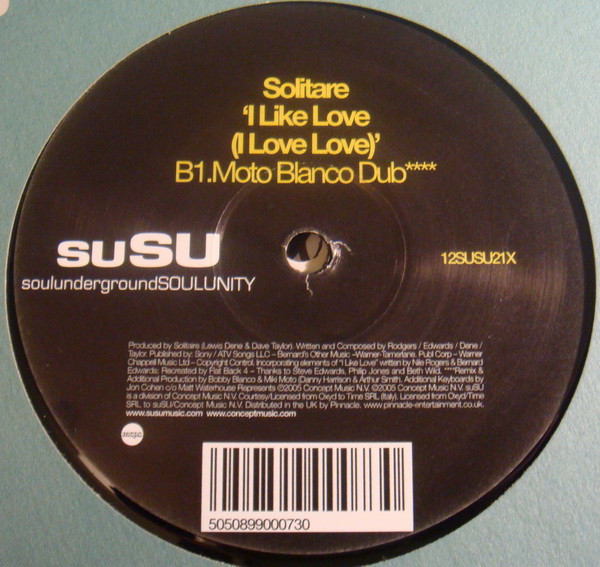 Solitare
'I Like Love
(I Love Love)'
B1.Moto Blanco Dub****
suSU
soulundergroundSOULUNITY
12SUSU21X
Produced by Solitaire (Lewis Dene & Dave Taylor). Written and Composed by Rodgers / Edwards / Dene /
Taylor. Published by: Sony / ATV Songs LLC – Bernard's Other Music –Warner-Tamerlane. Publ Corp – Warner
Chappell Music Ltd – Copyright Control. Incorporating elements of "I Like Love" written by Nile Rogers & Bernard
Edwards; Recreated by Rat Back 4 – Thanks to Steve Edwards, Philip Jones and Beth Wild. ****Remix &
Additional Production by Bobby Blanco & Miki Moto (Danny Harrison & Arthur Smith). Additional Keyboards by
Jon Cohen c/o Matt Waterhouse Represents ©2005 Concept Music N.V. ©2005 Concept Music N.V. suSU
is a division of Concept Music N.V. Courtesy/Licensed from Oxyd to Time SRL (Italy). Licensed from Oxyd/Time
SRL to suSU/Concept Music N.V. Distributed in the UK by Pinnacle. www.pinnacle-entertainment.co.uk.
www.susumusic.com www.conceptmusic.com
mcps
5050899000730